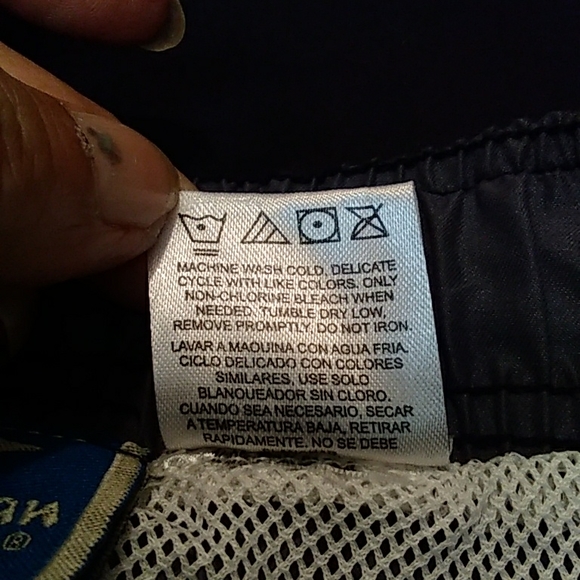 MACHINE WASH COLD, DELICATE
CYCLE WITH LIKE COLORS. ONLY
NON-CHLORINE BLEACH WHEN
NEEDED. TUMBLE DRY LOW,
REMOVE PROMPTLY. DO NOT IRON.
LAVAR A MAQUINA CON AGUA FRIA.
CICLO DELICADO CON COLORES
SIMILARES, USE SOLO
BLANQUEADOR SIN CLORO.
CUANDO SEA NECESARIO, SECAR
A TEMPERATURA BAJA, RETIRAR
RAPIDAMENTE. NO SE DEBE
®